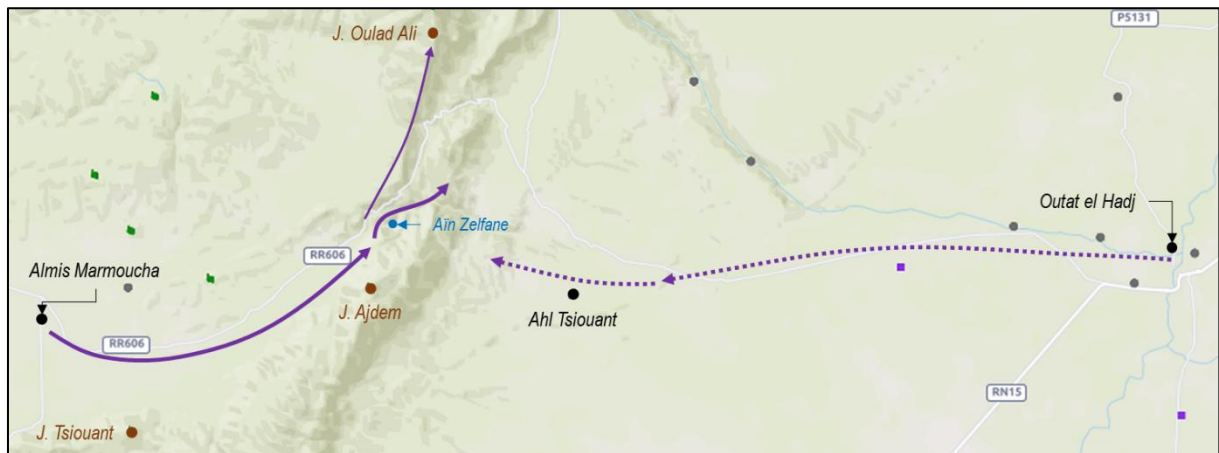 P5131
J. Oulad Ali
Outat el Hadj
Aïn Zelfane
RR606
Almis Marmoucha
J. Ajdem
Ahl Tsiouant
RR606
RN15
J. Tsiouant